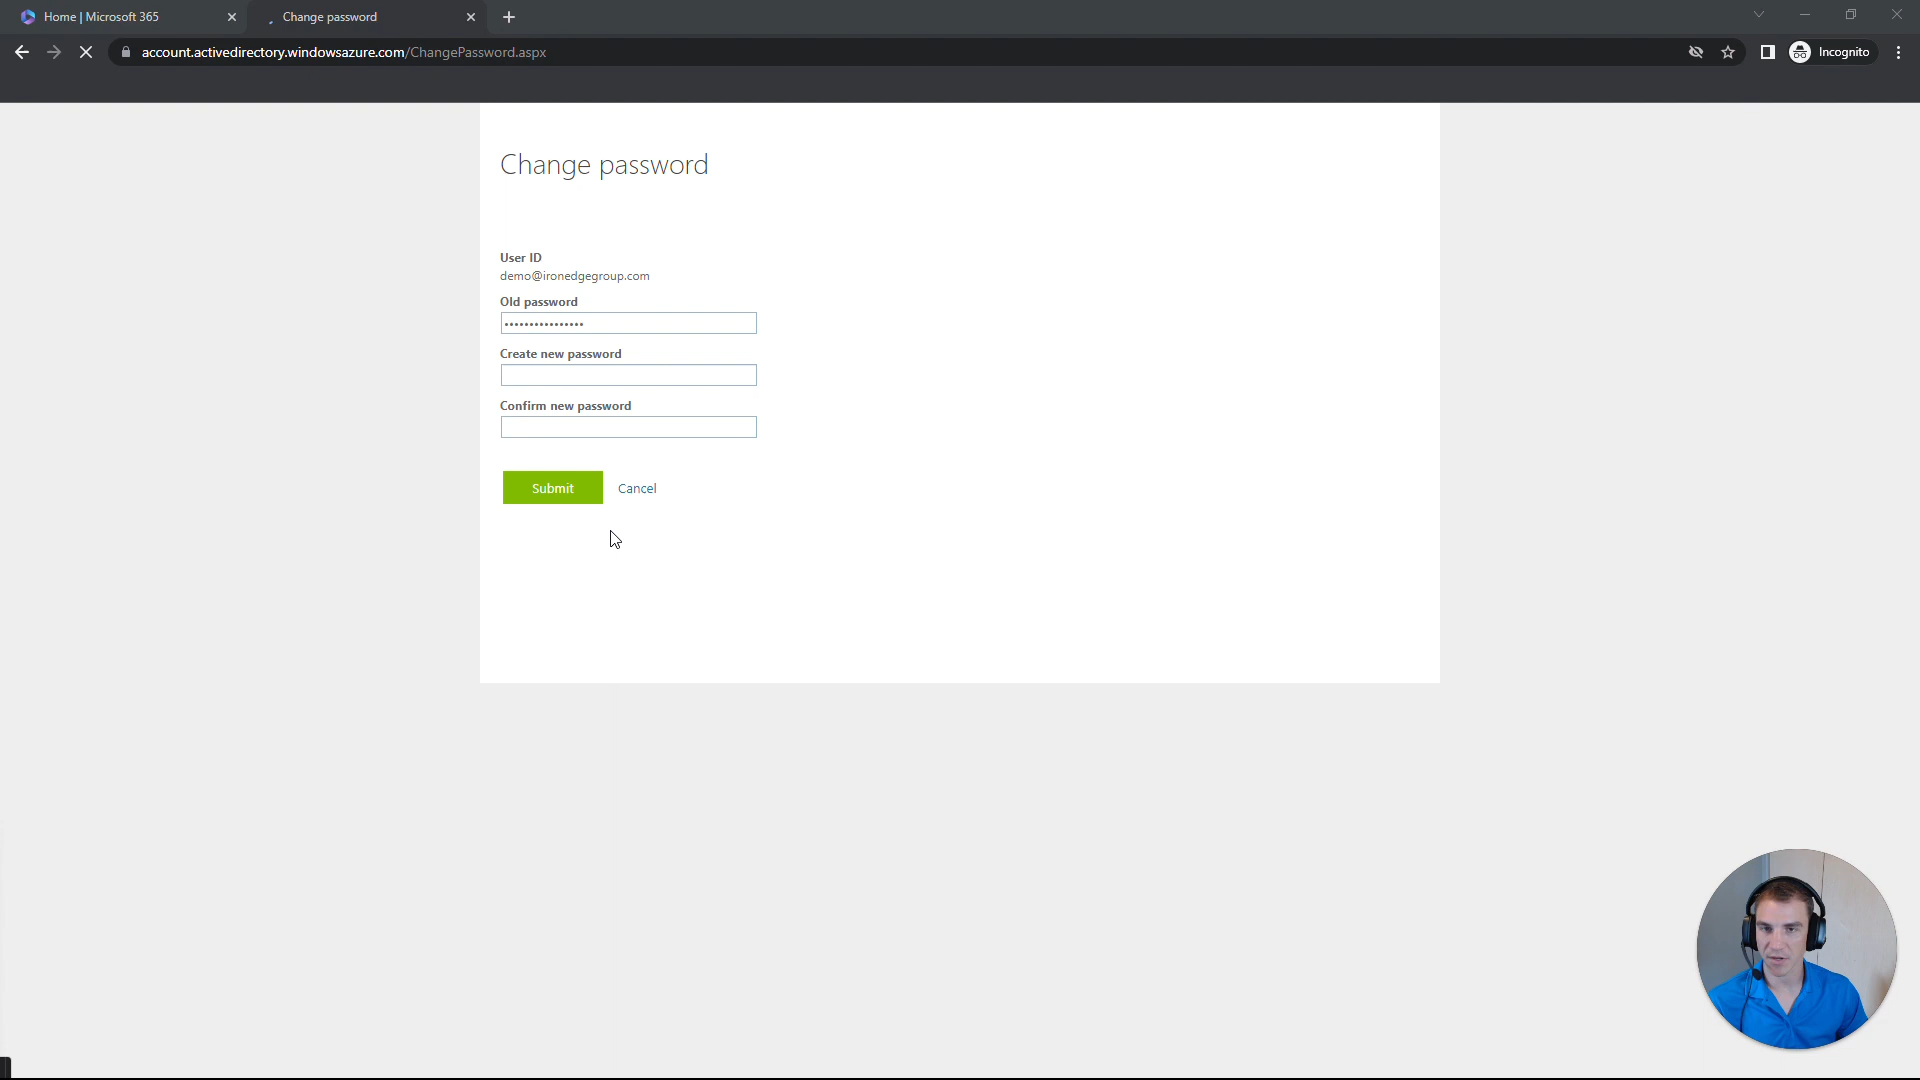 Home | Microsoft 365
Change password
account.activedirectory.windowsazure.com/ChangePassword.aspx
Incognito
Change password
User ID
demo@ironedgegroup.com
Old password
••••••••••••••••
Create new password
Confirm new password
Submit
Cancel